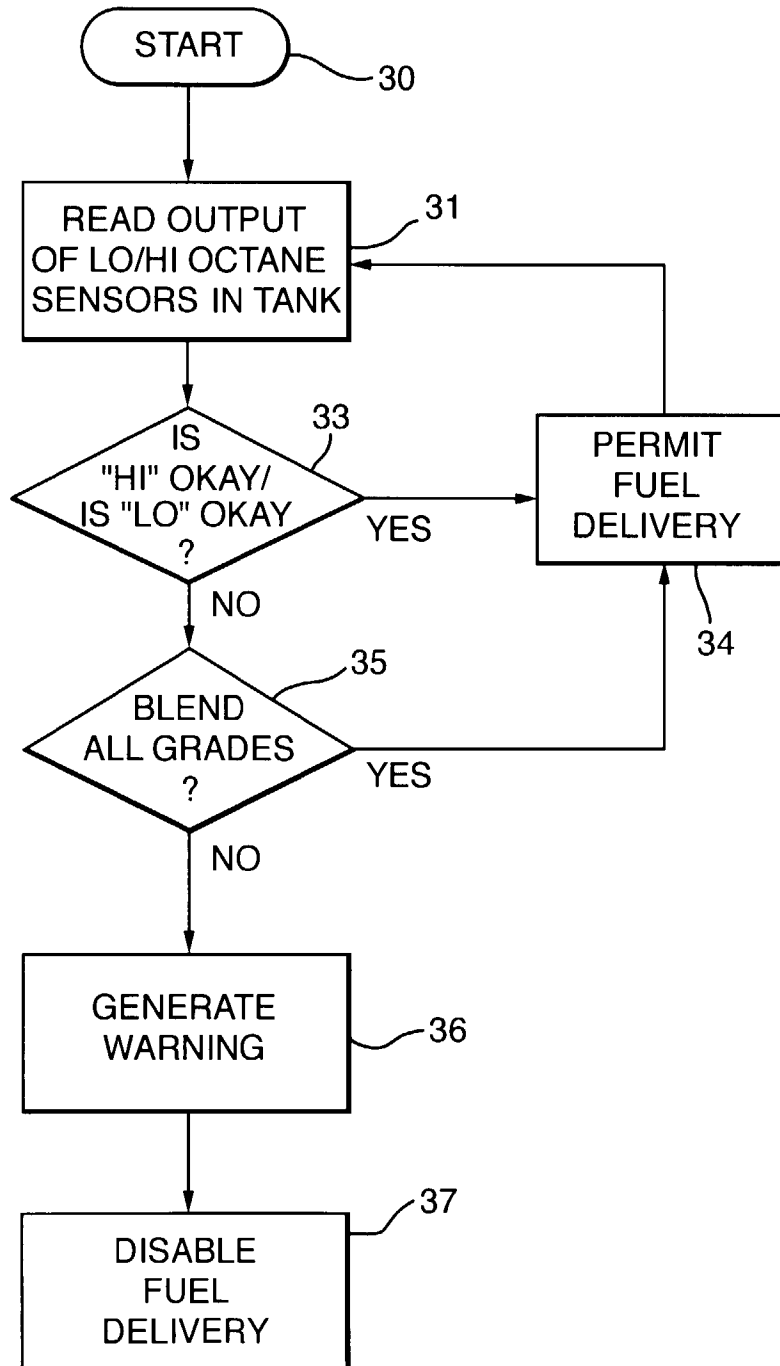 START
30
READ OUTPUT
OF LO/HI OCTANE
SENSORS IN TANK
31
IS
"HI" OKAY/
IS "LO" OKAY
?
33
YES
PERMIT
FUEL
DELIVERY
34
NO
BLEND
ALL GRADES
?
35
YES
NO
GENERATE
WARNING
36
DISABLE
FUEL
DELIVERY
37